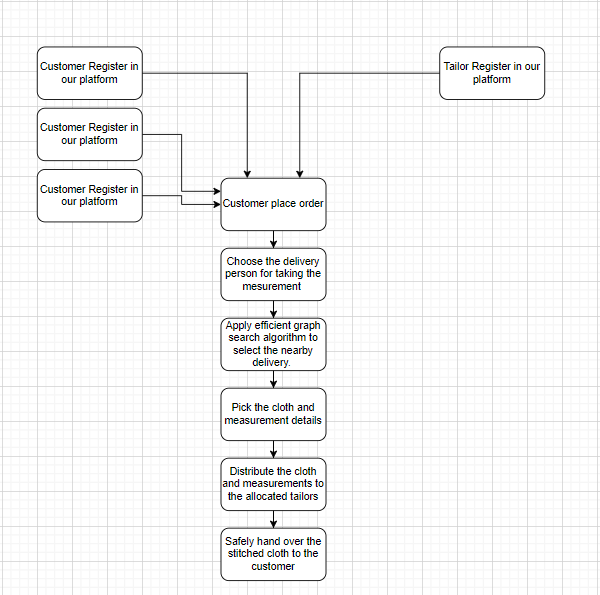 Customer Register in
our platform
Tailor Register in our
platform
Customer Register in
our platform
Customer Register in
our platform
Customer place order
Choose the delivery
person for taking the
mesurement
Apply efficient graph
search algorithm to
select the nearby
delivery.
Pick the cloth and
measurement details
Distribute the cloth
and measurements to
the allocated tailors
Safely hand over the
stitched cloth to the
customer